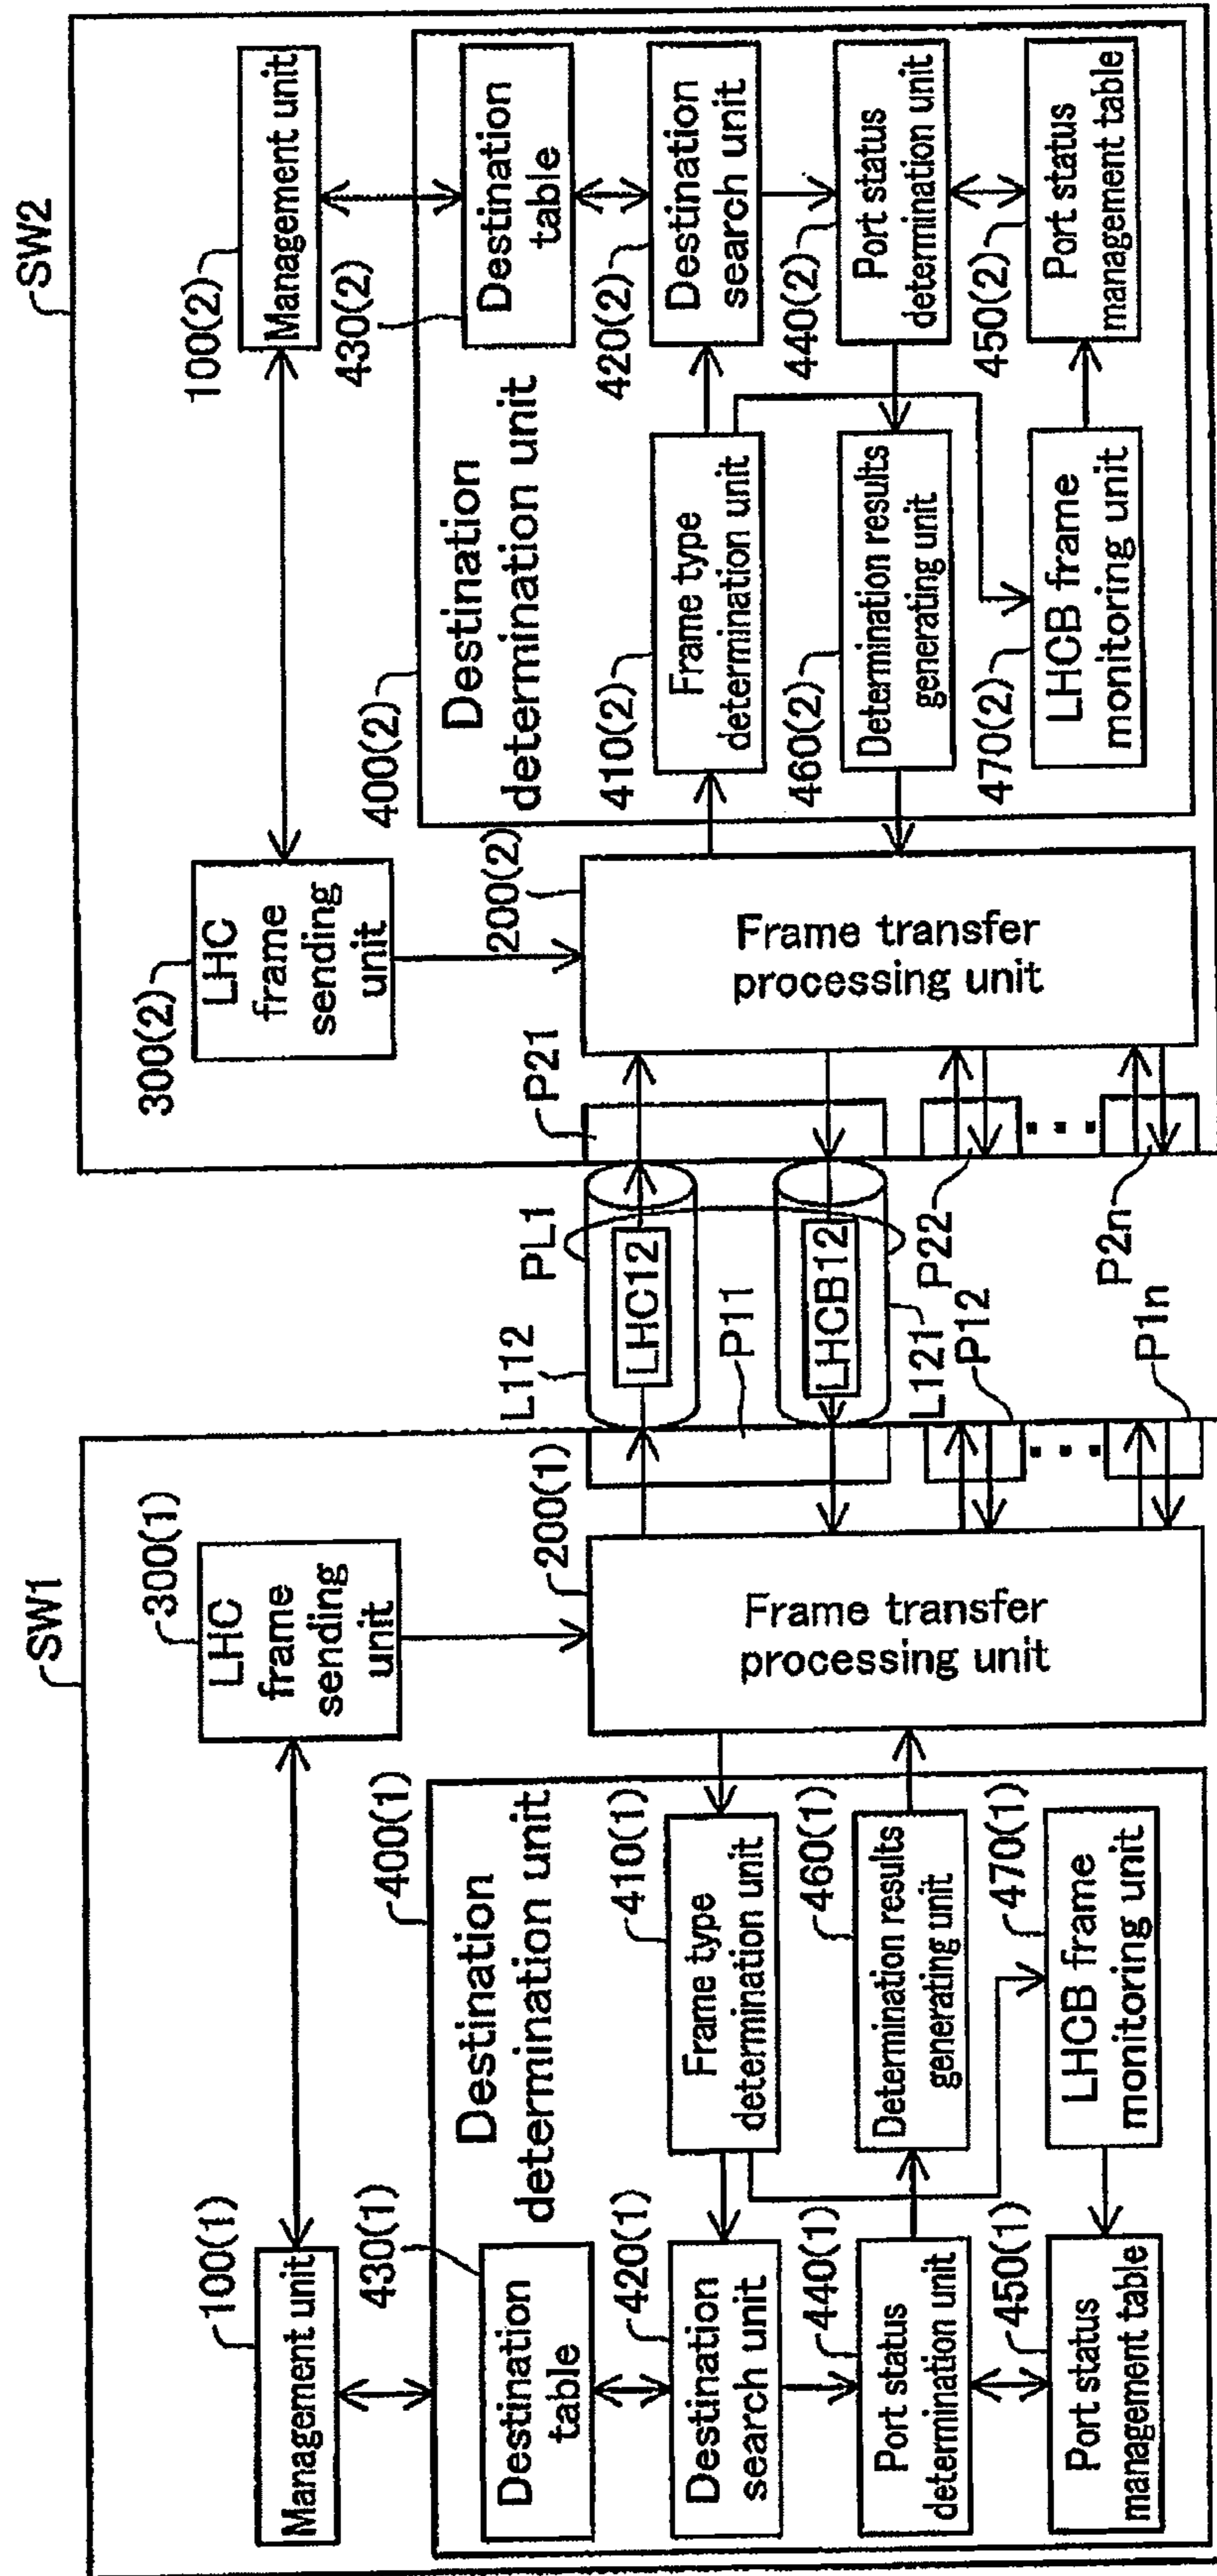 SW1
100(1)
Management unit
300(1)
LHC
frame
sending
unit
400(1)
Destination
determination unit
430(1)
Destination
table
420(1)
Destination
search unit
410(1)
Frame type
determination unit
440(1)
Port status
determination unit
460(1)
Determination results
generating unit
450(1)
Port status
management table
470(1)
LHCB frame
monitoring unit
200(1)
Frame transfer
processing unit
P11
P12
P1n
L112
PL1
LHC12
LHCB12
L121
SW2
300(2)
LHC
frame
sending
unit
100(2)
Management unit
P21
P22
P2n
200(2)
Frame transfer
processing unit
400(2)
Destination
determination unit
430(2)
Destination
table
410(2)
Frame type
determination unit
420(2)
Destination
search unit
460(2)
Determination results
generating unit
440(2)
Port status
determination unit
470(2)
LHCB frame
monitoring unit
450(2)
Port status
management table